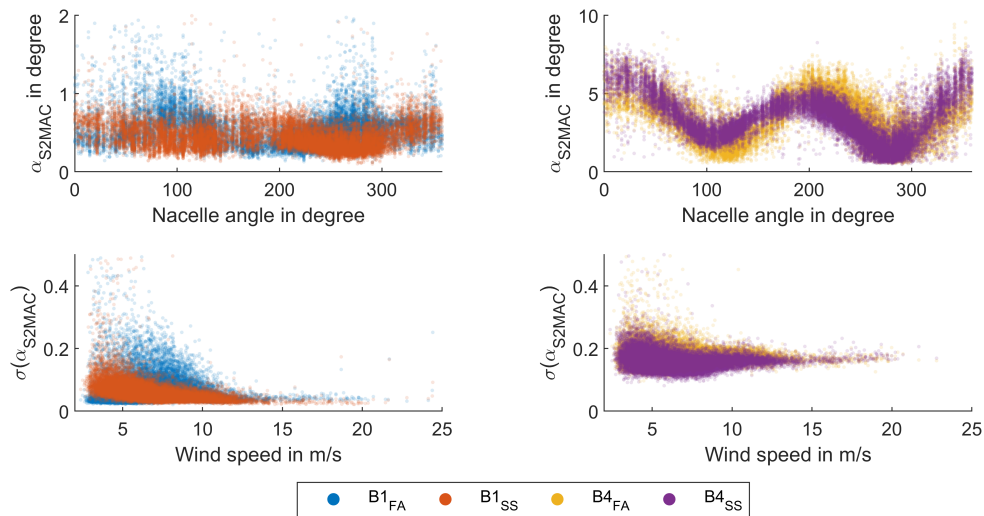 2
1
0
α_S2MAC in degree
0 100 200 300
Nacelle angle in degree
10
5
0
α_S2MAC in degree
0 100 200 300
Nacelle angle in degree
0.4
0.2
0
σ(α_S2MAC)
5 10 15 20 25
Wind speed in m/s
0.4
0.2
0
σ(α_S2MAC)
5 10 15 20 25
Wind speed in m/s
B1_FA B1_SS B4_FA B4_SS